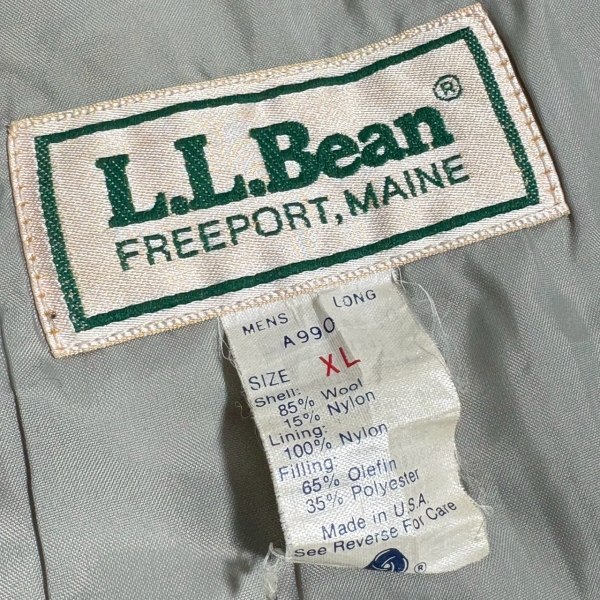 L.L.Bean®
FREEPORT, MAINE
MENS LONG
A990
SIZE XL
Shell:
85% Wool
15% Nylon
Lining:
100% Nylon
Filling:
65% Olefin
35% Polyester
Made in U.S.A.
See Reverse For Care